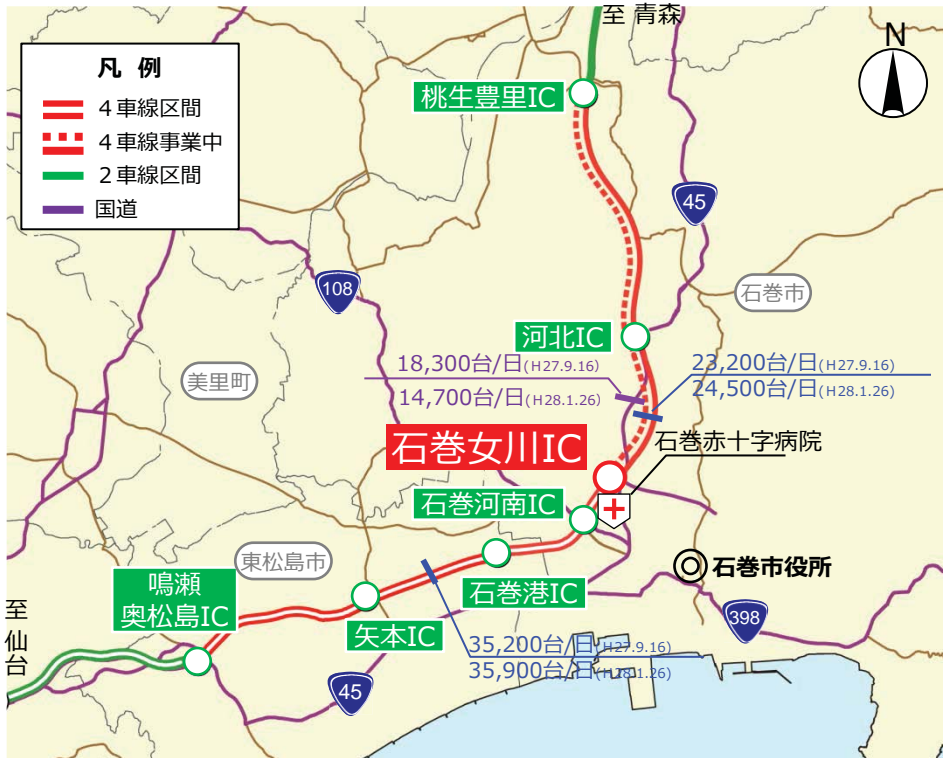 至 青森
N
凡 例
４車線区間
４車線事業中
２車線区間
国道
桃生豊里IC
45
108
石巻市
河北IC
美里町
18,300台/日(H27.9.16)
14,700台/日(H28.1.26)
23,200台/日(H27.9.16)
24,500台/日(H28.1.26)
石巻女川IC
石巻赤十字病院
石巻河南IC
東松島市
石巻市役所
鳴瀬
奥松島IC
石巻港IC
至
仙
台
矢本IC
398
35,200台/日(H27.9.16)
35,900台/日(H28.1.26)
45